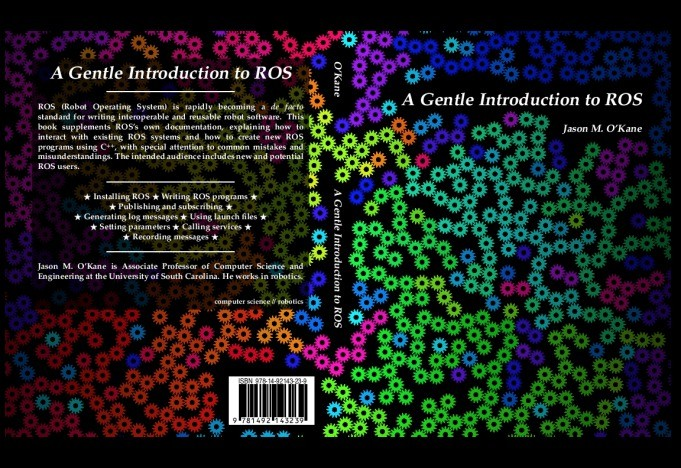 A Gentle Introduction to ROS
ROS (Robot Operating System) is rapidly becoming a de facto
standard for writing interoperable and reusable robot software. This
book supplements ROS's own documentation, explaining how to
interact with existing ROS systems and how to create new ROS
programs using C++, with special attention to common mistakes and
misunderstandings. The intended audience includes new and potential
ROS users.
★ Installing ROS ★ Writing ROS programs ★
★ Publishing and subscribing ★
★ Generating log messages ★ Using launch files ★
★ Setting parameters ★ Calling services ★
★ Recording messages ★
Jason M. O'Kane is Associate Professor of Computer Science and
Engineering at the University of South Carolina. He works in robotics.
computer science // robotics
ISBN 978-14-92143-23-9
9 781492 143239
O'Kane
A Gentle Introduction to ROS
A Gentle Introduction to ROS
Jason M. O'Kane